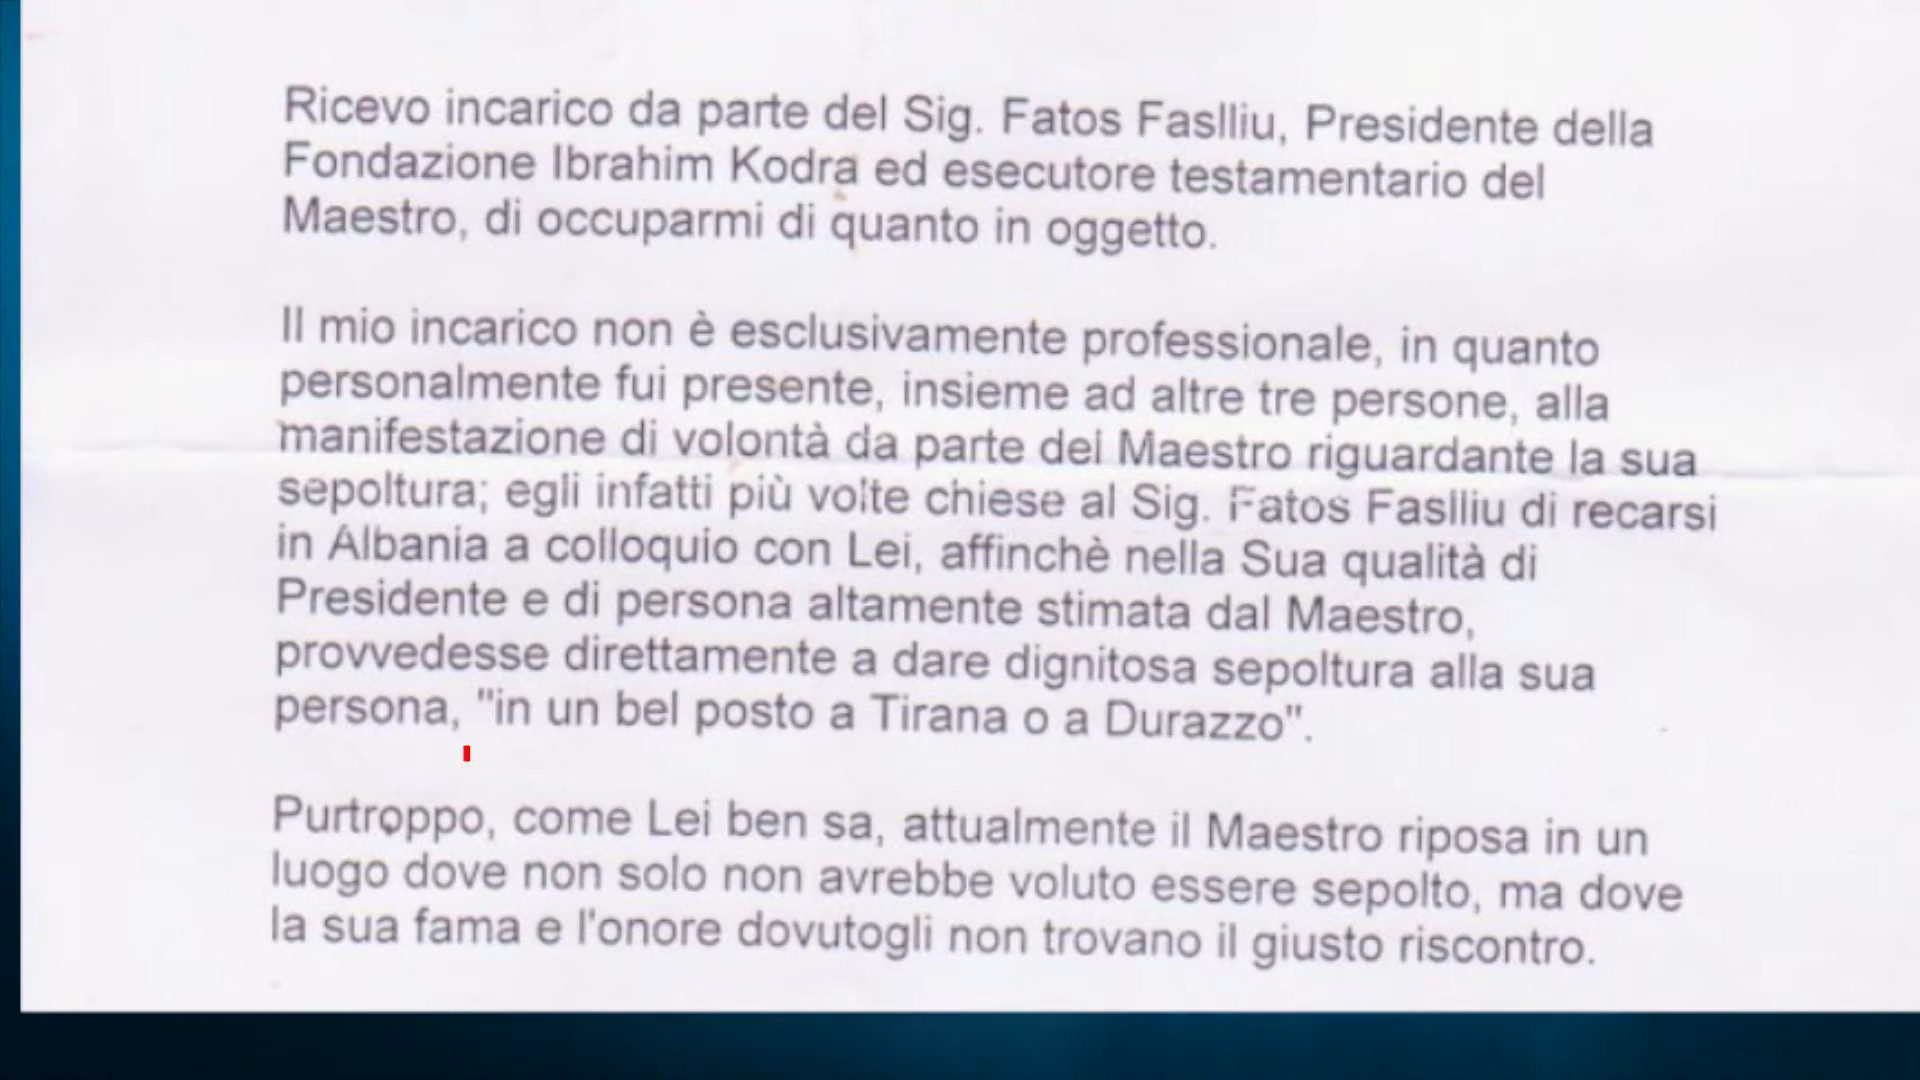 Ricevo incarico da parte del Sig. Fatos Faslliu, Presidente della
Fondazione Ibrahim Kodra ed esecutore testamentario del
Maestro, di occuparmi di quanto in oggetto.
Il mio incarico non è esclusivamente professionale, in quanto
personalmente fui presente, insieme ad altre tre persone, alla
manifestazione di volontà da parte del Maestro riguardante la sua
sepoltura; egli infatti più volte chiese al Sig. Fatos Faslliu di recarsi
in Albania a colloquio con Lei, affinchè nella Sua qualità di
Presidente e di persona altamente stimata dal Maestro,
provvedesse direttamente a dare dignitosa sepoltura alla sua
persona, "in un bel posto a Tirana o a Durazzo".
Purtroppo, come Lei ben sa, attualmente il Maestro riposa in un
luogo dove non solo non avrebbe voluto essere sepolto, ma dove
la sua fama e l'onore dovutogli non trovano il giusto riscontro.